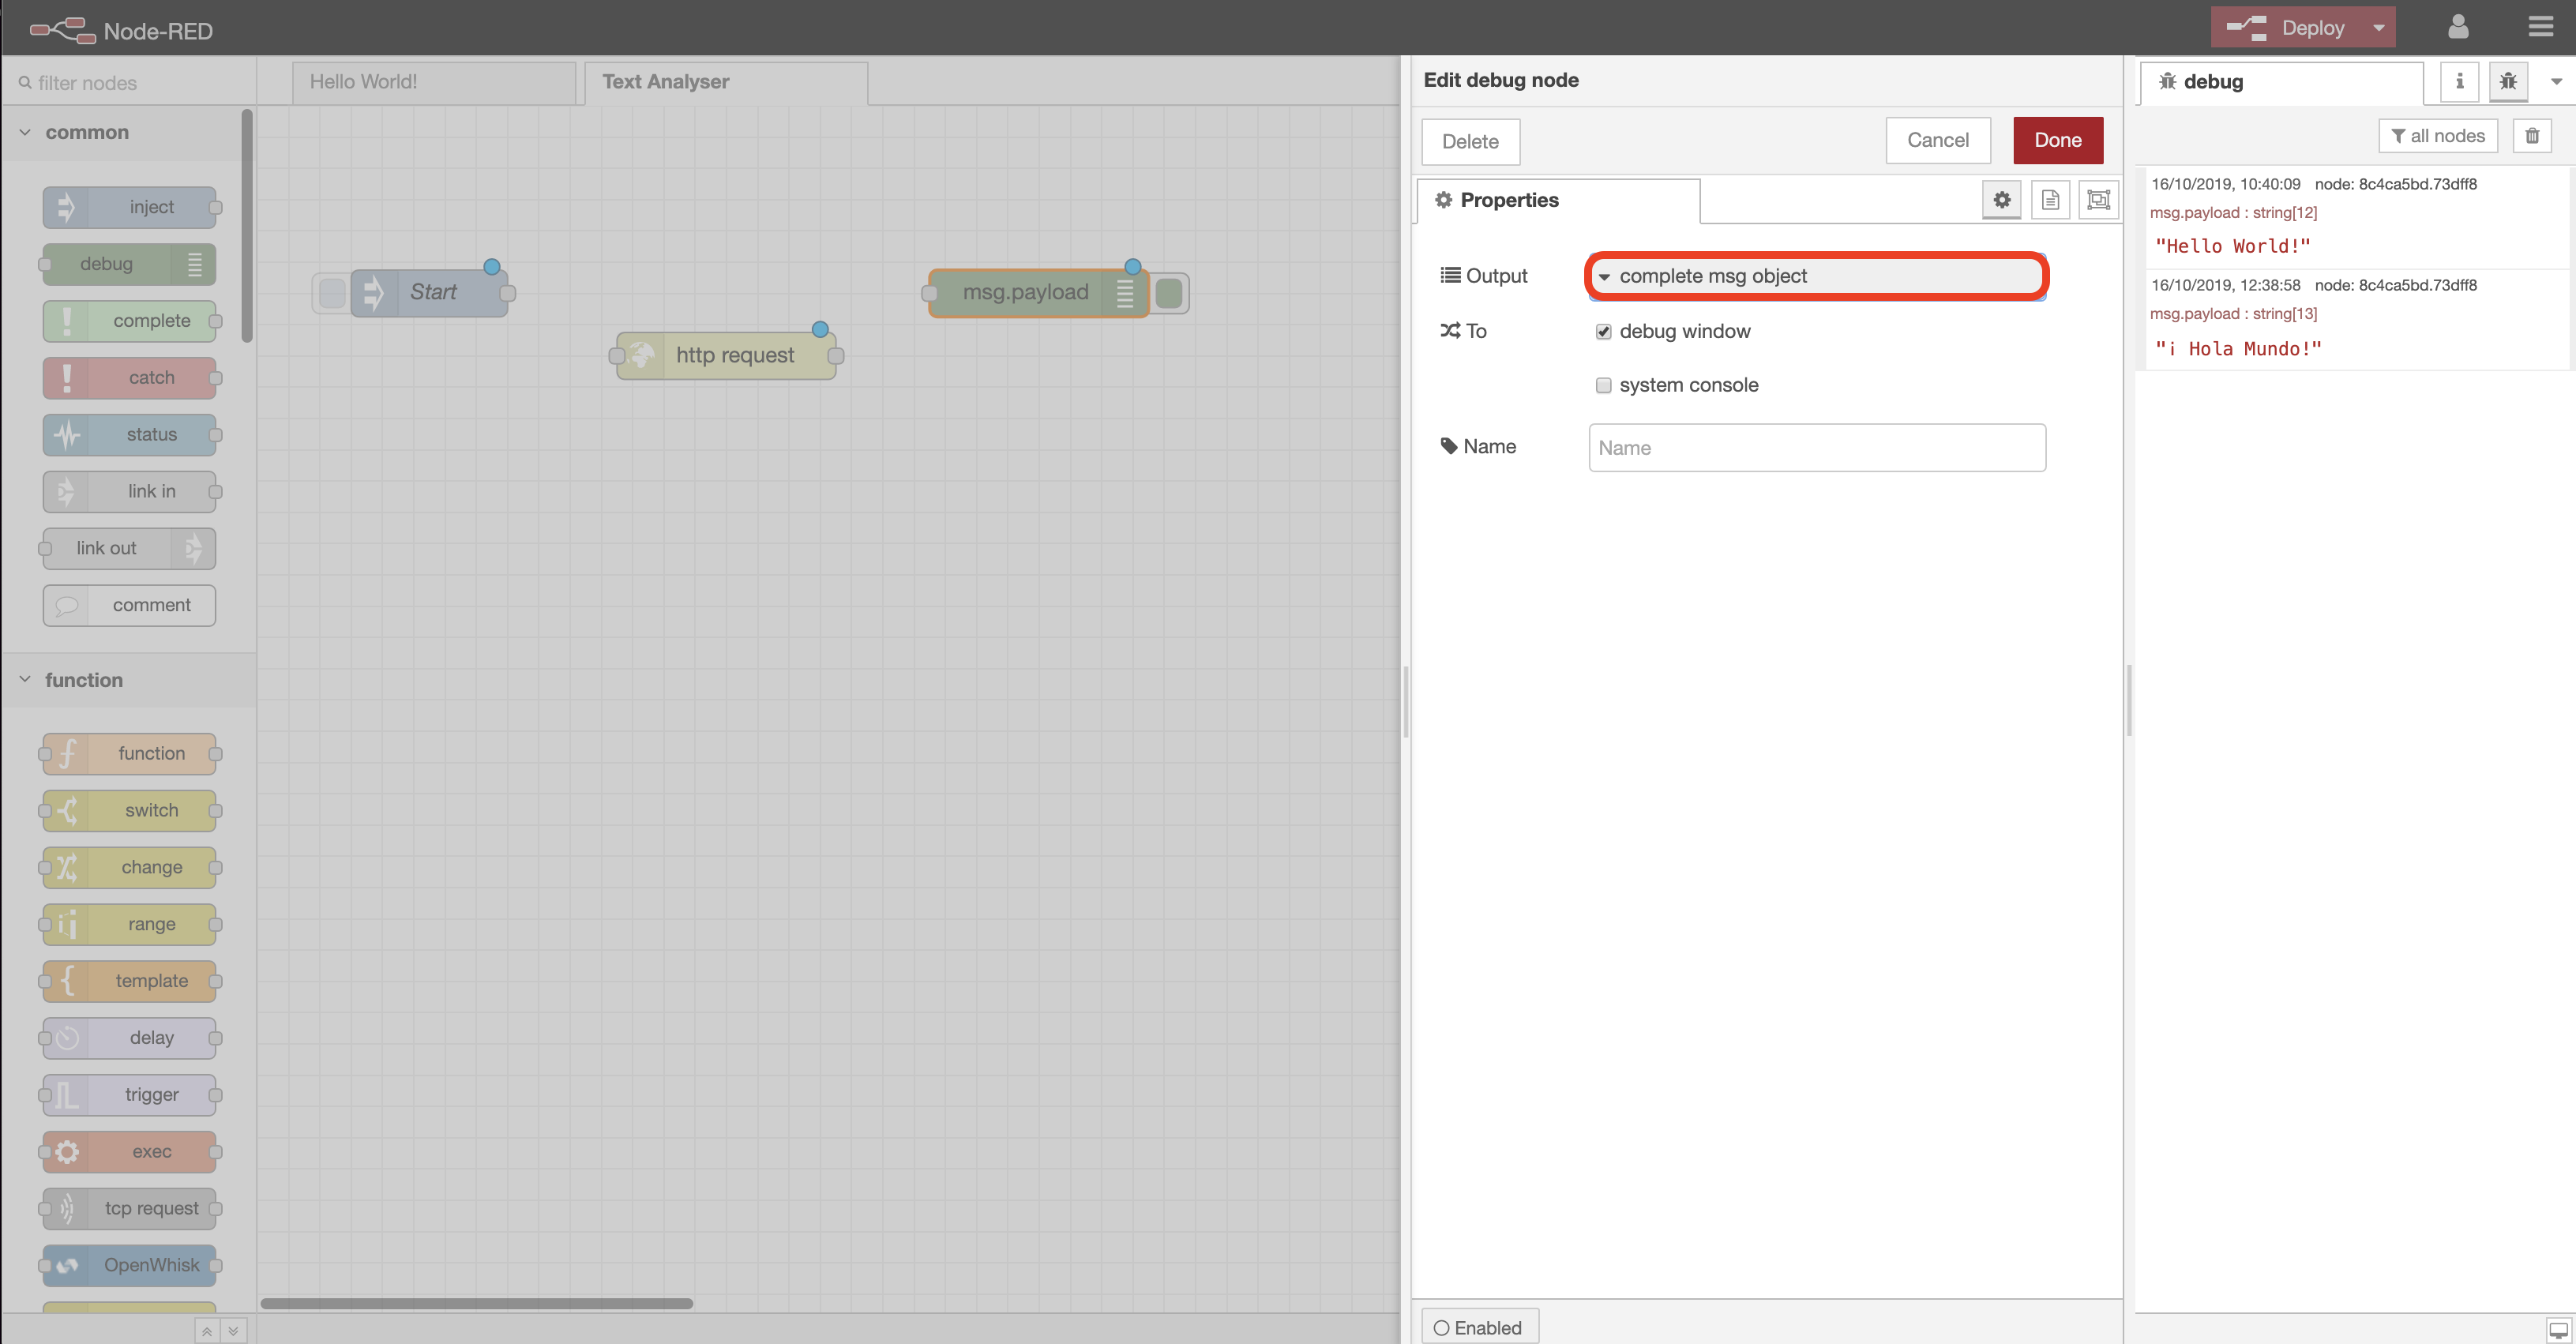 Node-RED
Deploy
filter nodes
Hello World!
Text Analyser
common
inject
debug
complete
catch
status
link in
link out
comment
function
function
switch
change
range
template
delay
trigger
exec
tcp request
OpenWhisk
Start
http request
msg.payload
Edit debug node
Delete
Cancel
Done
Properties
Output
complete msg object
To
debug window
system console
Name
Name
Enabled
debug
i
all nodes
16/10/2019, 10:40:09 node: 8c4ca5bd.73dff8
msg.payload : string[12]
"Hello World!"
16/10/2019, 12:38:58 node: 8c4ca5bd.73dff8
msg.payload : string[13]
"¡ Hola Mundo!"